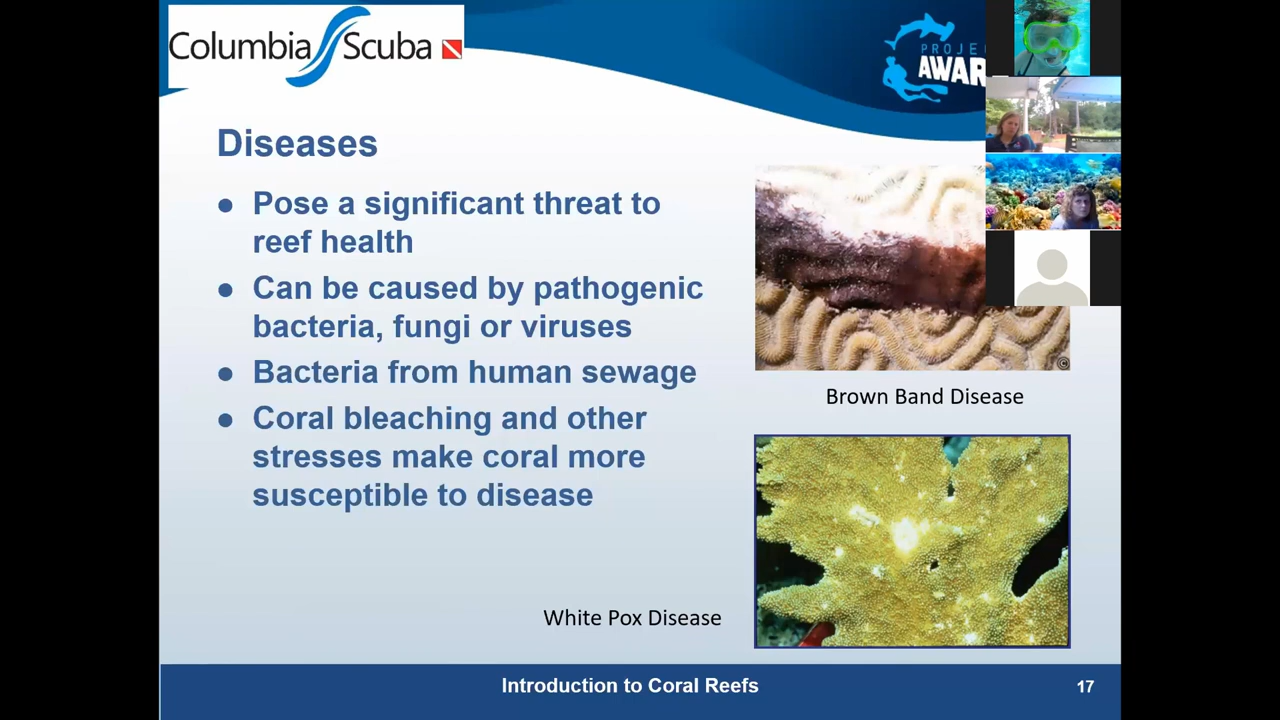 Columbia Scuba
PROJE
AWAR
Diseases
● Pose a significant threat to
reef health
● Can be caused by pathogenic
bacteria, fungi or viruses
● Bacteria from human sewage
● Coral bleaching and other
stresses make coral more
susceptible to disease
©
Brown Band Disease
White Pox Disease
Introduction to Coral Reefs
17